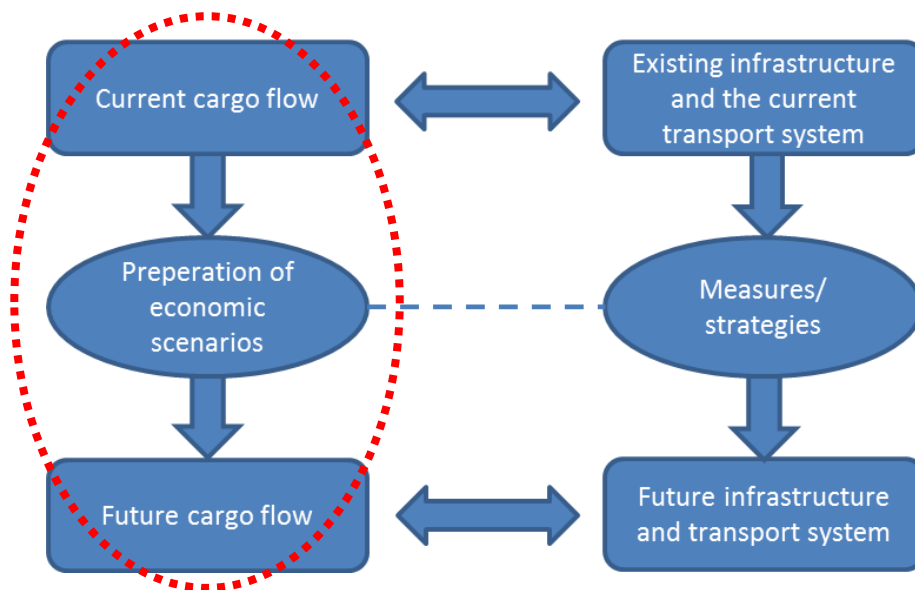 Current cargo flow
Existing infrastructure
and the current
transport system
Preperation of
economic
scenarios
Measures/
strategies
Future cargo flow
Future infrastructure
and transport system